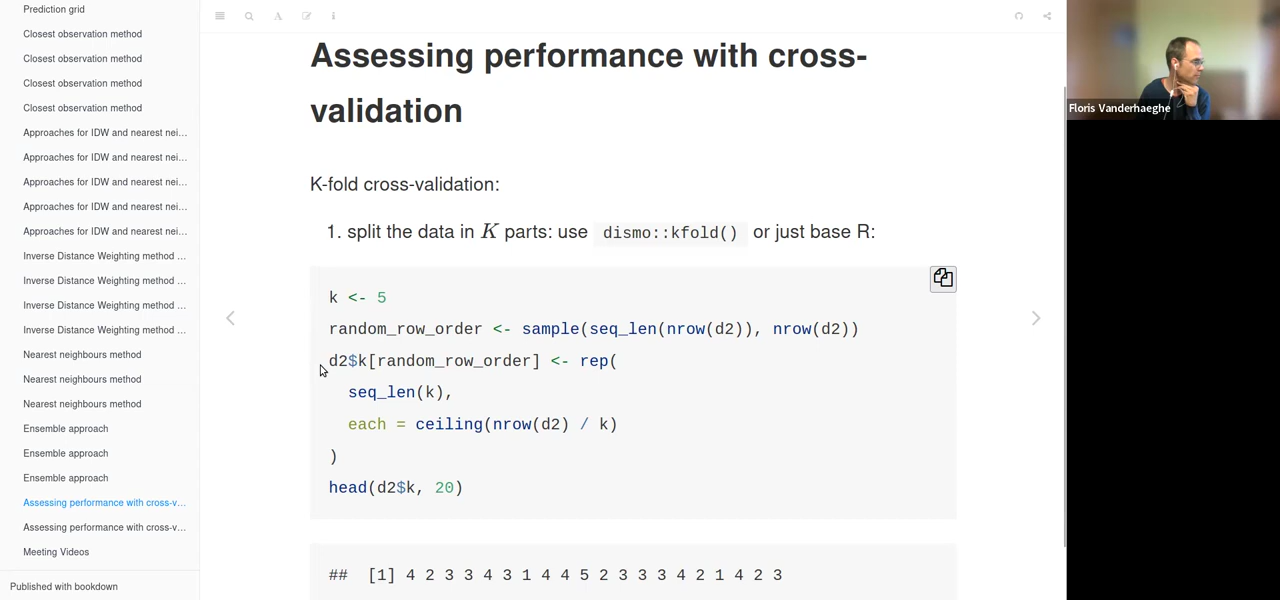 Prediction grid
Closest observation method
Closest observation method
Closest observation method
Closest observation method
Approaches for IDW and nearest nei...
Approaches for IDW and nearest nei...
Approaches for IDW and nearest nei...
Approaches for IDW and nearest nei...
Approaches for IDW and nearest nei...
Inverse Distance Weighting method ...
Inverse Distance Weighting method ...
Inverse Distance Weighting method ...
Inverse Distance Weighting method ...
Nearest neighbours method
Nearest neighbours method
Nearest neighbours method
Ensemble approach
Ensemble approach
Ensemble approach
Assessing performance with cross-v...
Assessing performance with cross-v...
Meeting Videos
Published with bookdown
Assessing performance with cross-
validation
K-fold cross-validation:
1. split the data in K parts: use dismo::kfold() or just base R:
k <- 5
random_row_order <- sample(seq_len(nrow(d2)), nrow(d2))
d2$k[random_row_order] <- rep(
seq_len(k),
each = ceiling(nrow(d2) / k)
)
head(d2$k, 20)
## [1] 4 2 3 3 4 3 1 4 4 5 2 3 3 3 4 2 1 4 2 3
Floris Vanderhaeghe